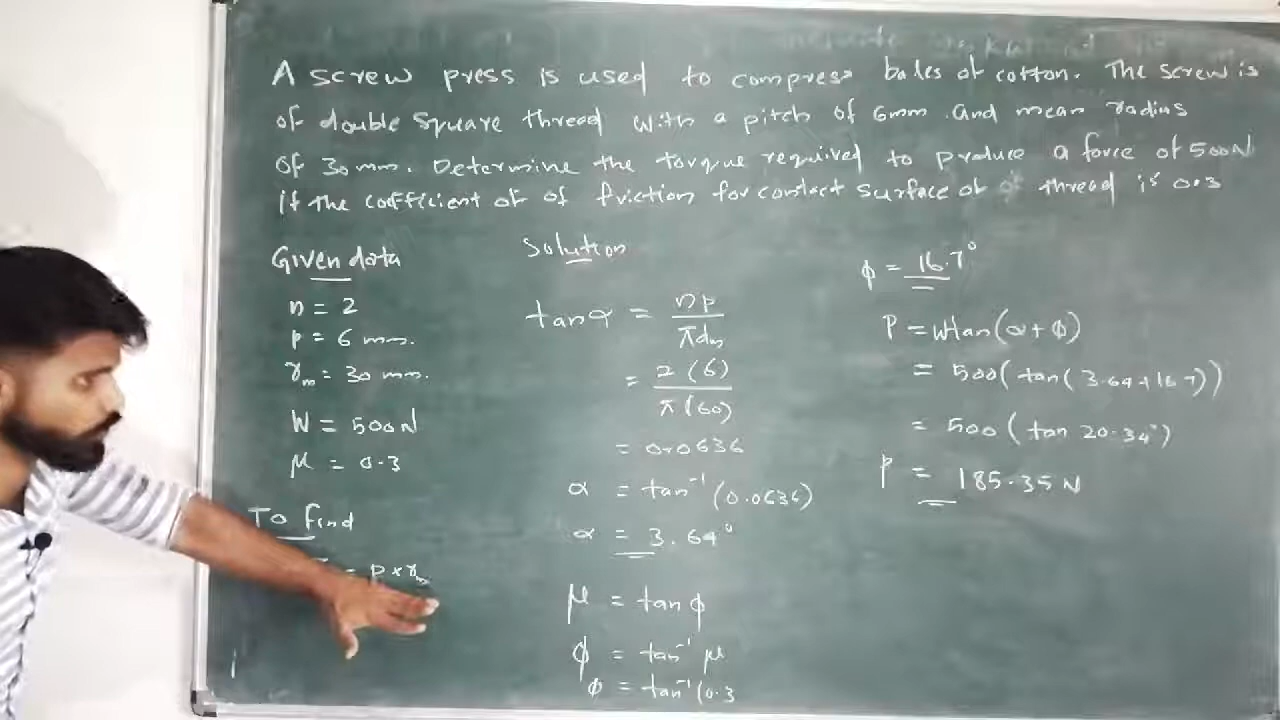 A screw press is used to compress bales of cotton. The screw is
of double square thread with a pitch of 6mm and mean radius
of 30mm. Determine the torque required to produce a force of 500N
if the coefficient of of friction for contact surface of of thread is 0.3
Given data
n = 2
p = 6 mm.
rₘ = 30 mm.
W = 500N
μ = 0.3
To find
= P × rₘ
Solution
tanα = np / πdₘ
= 2(6) / π(60)
= 0.0636
α = tan⁻¹(0.0636)
α = 3.64°
μ = tanφ
φ = tan⁻¹ μ
φ = tan⁻¹(0.3
φ = 16.7°
P = Wtan(α+φ)
= 500(tan(3.64+16.7))
= 500(tan 20.34°)
P = 185.35 N